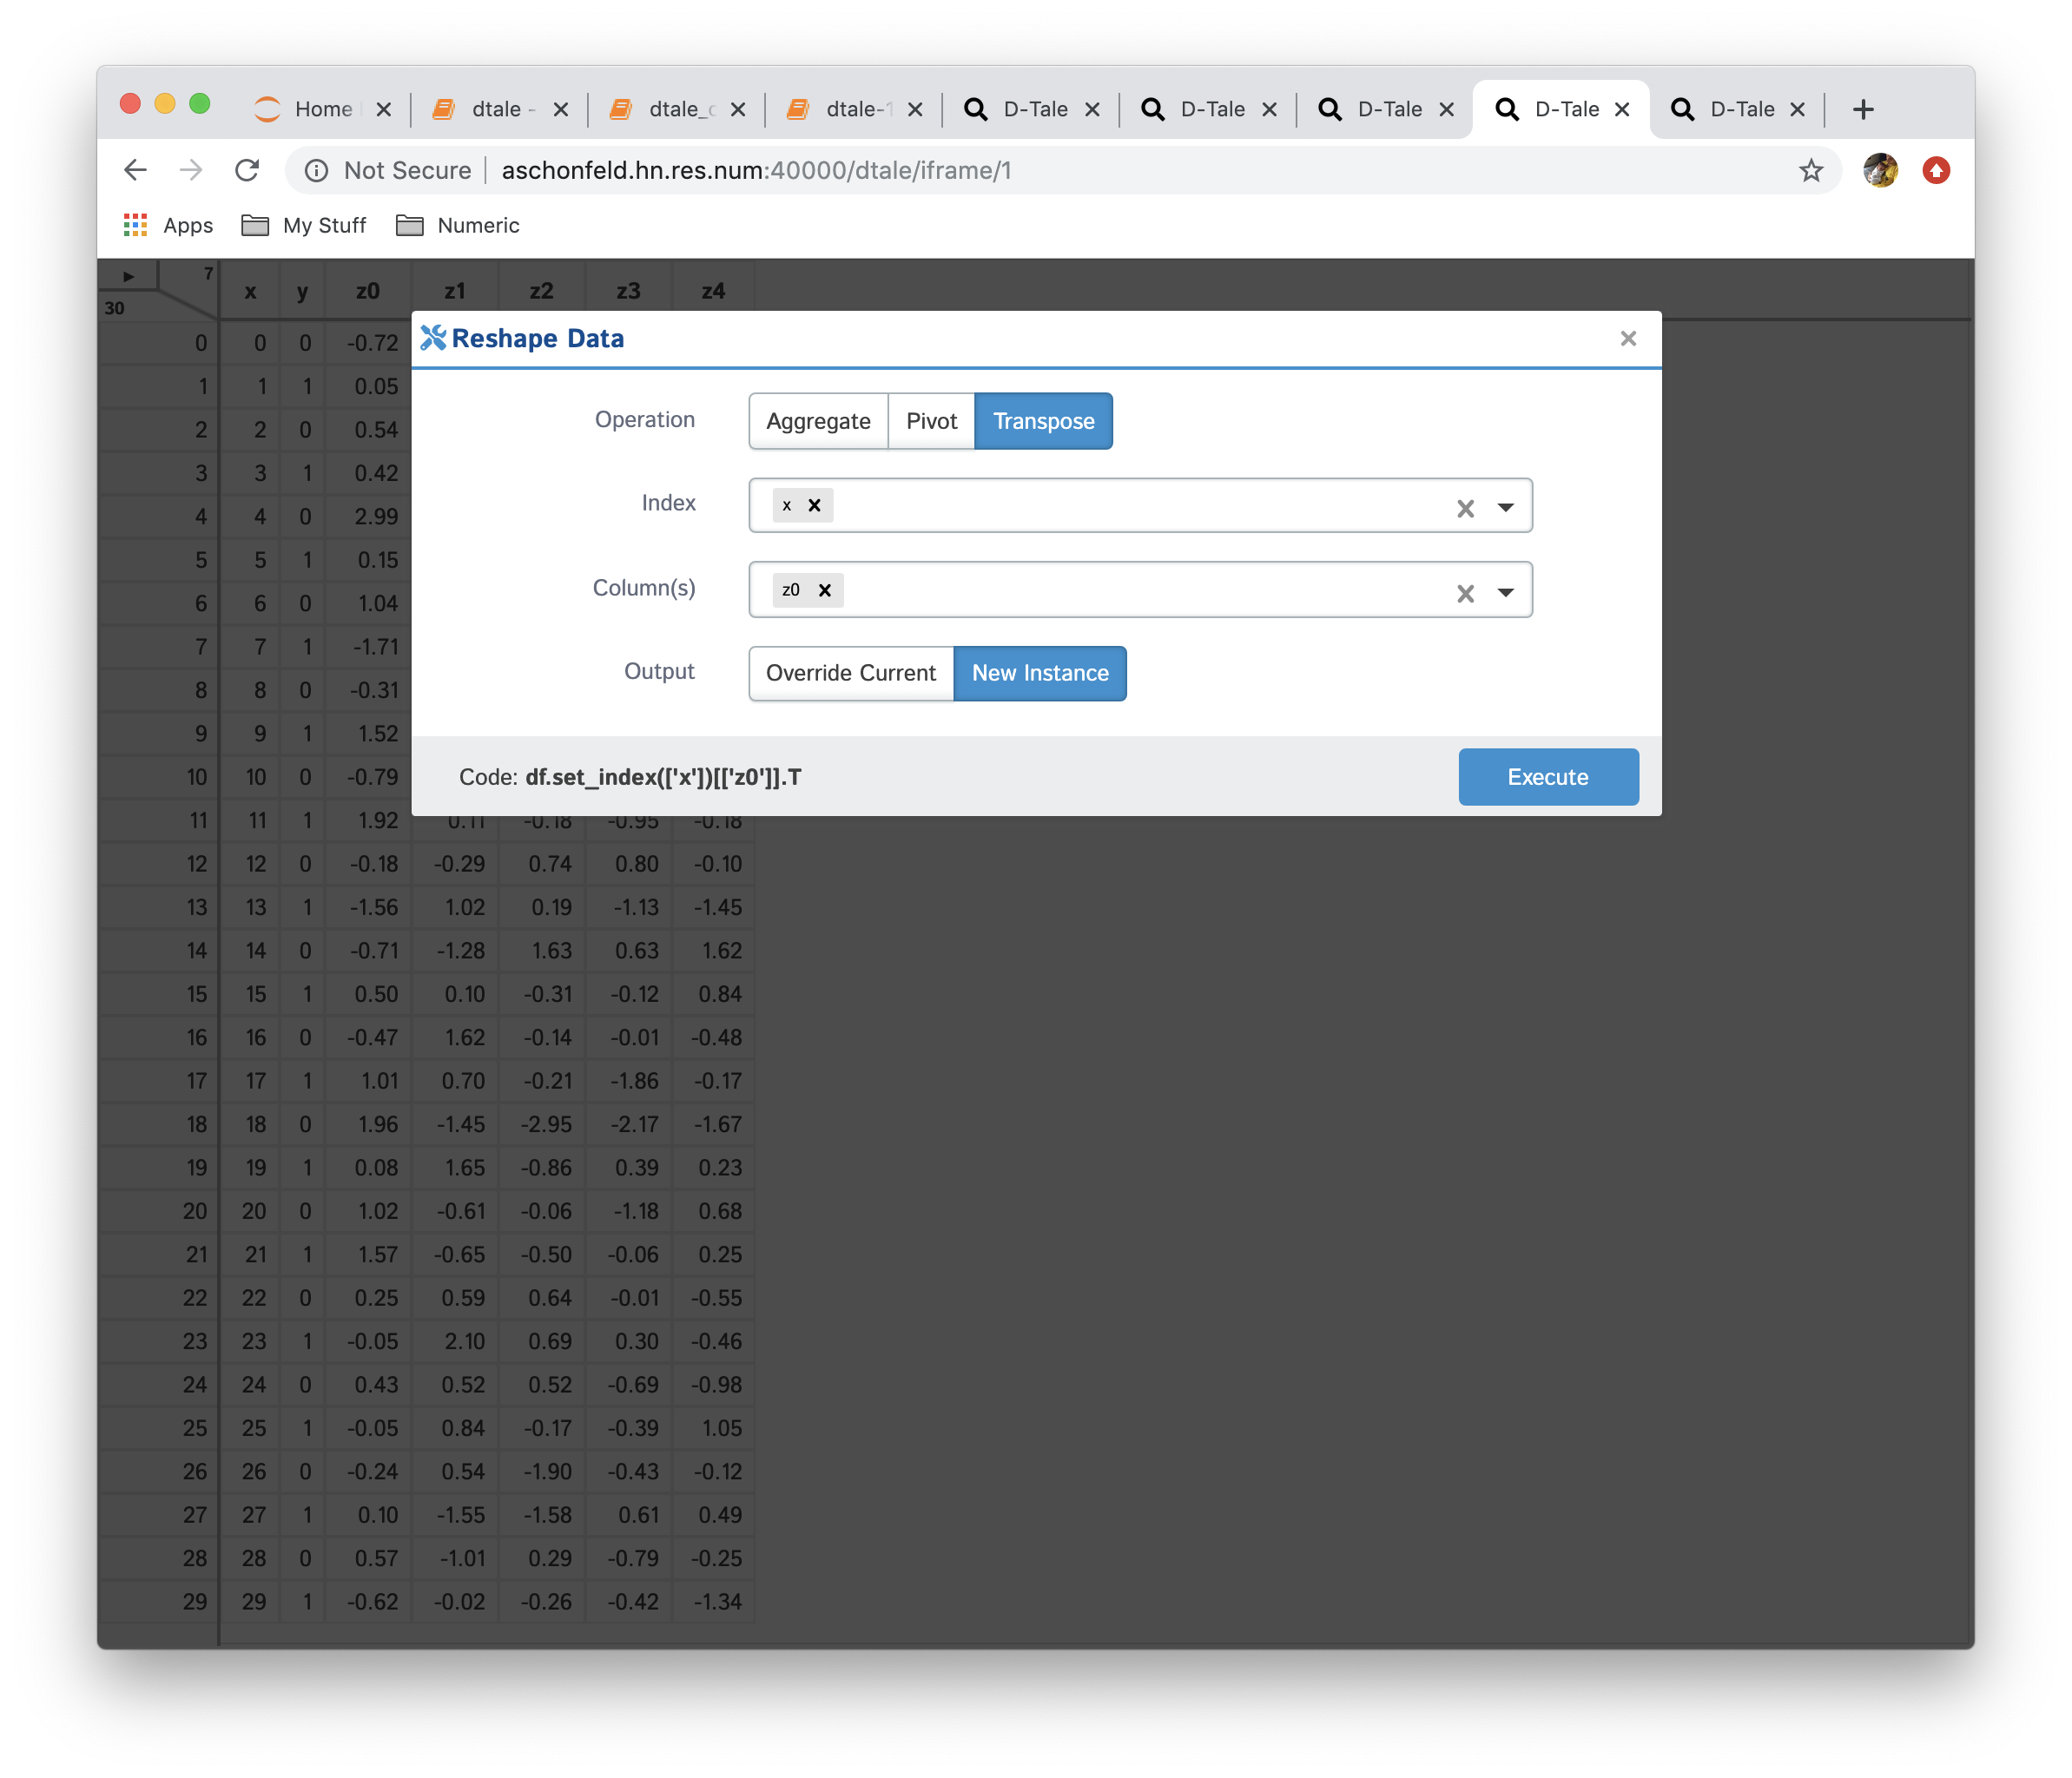 Home dtale - dtale_ dtale-1 D-Tale D-Tale D-Tale D-Tale D-Tale
Not Secure aschonfeld.hn.res.num:40000/dtale/iframe/1
Apps My Stuff Numeric
7
30
x y z0 z1 z2 z3 z4
Reshape Data
Operation Aggregate Pivot Transpose
Index x
Column(s) z0
Output Override Current New Instance
Code: df.set_index(['x'])[['z0']].T Execute
0 0 0 -0.72
1 1 1 0.05
2 2 0 0.54
3 3 1 0.42
4 4 0 2.99
5 5 1 0.15
6 6 0 1.04
7 7 1 -1.71
8 8 0 -0.31
9 9 1 1.52
10 10 0 -0.79
11 11 1 1.92 0.11 -0.18 -0.95 -0.18
12 12 0 -0.18 -0.29 0.74 0.80 -0.10
13 13 1 -1.56 1.02 0.19 -1.13 -1.45
14 14 0 -0.71 -1.28 1.63 0.63 1.62
15 15 1 0.50 0.10 -0.31 -0.12 0.84
16 16 0 -0.47 1.62 -0.14 -0.01 -0.48
17 17 1 1.01 0.70 -0.21 -1.86 -0.17
18 18 0 1.96 -1.45 -2.95 -2.17 -1.67
19 19 1 0.08 1.65 -0.86 0.39 0.23
20 20 0 1.02 -0.61 -0.06 -1.18 0.68
21 21 1 1.57 -0.65 -0.50 -0.06 0.25
22 22 0 0.25 0.59 0.64 -0.01 -0.55
23 23 1 -0.05 2.10 0.69 0.30 -0.46
24 24 0 0.43 0.52 0.52 -0.69 -0.98
25 25 1 -0.05 0.84 -0.17 -0.39 1.05
26 26 0 -0.24 0.54 -1.90 -0.43 -0.12
27 27 1 0.10 -1.55 -1.58 0.61 0.49
28 28 0 0.57 -1.01 0.29 -0.79 -0.25
29 29 1 -0.62 -0.02 -0.26 -0.42 -1.34